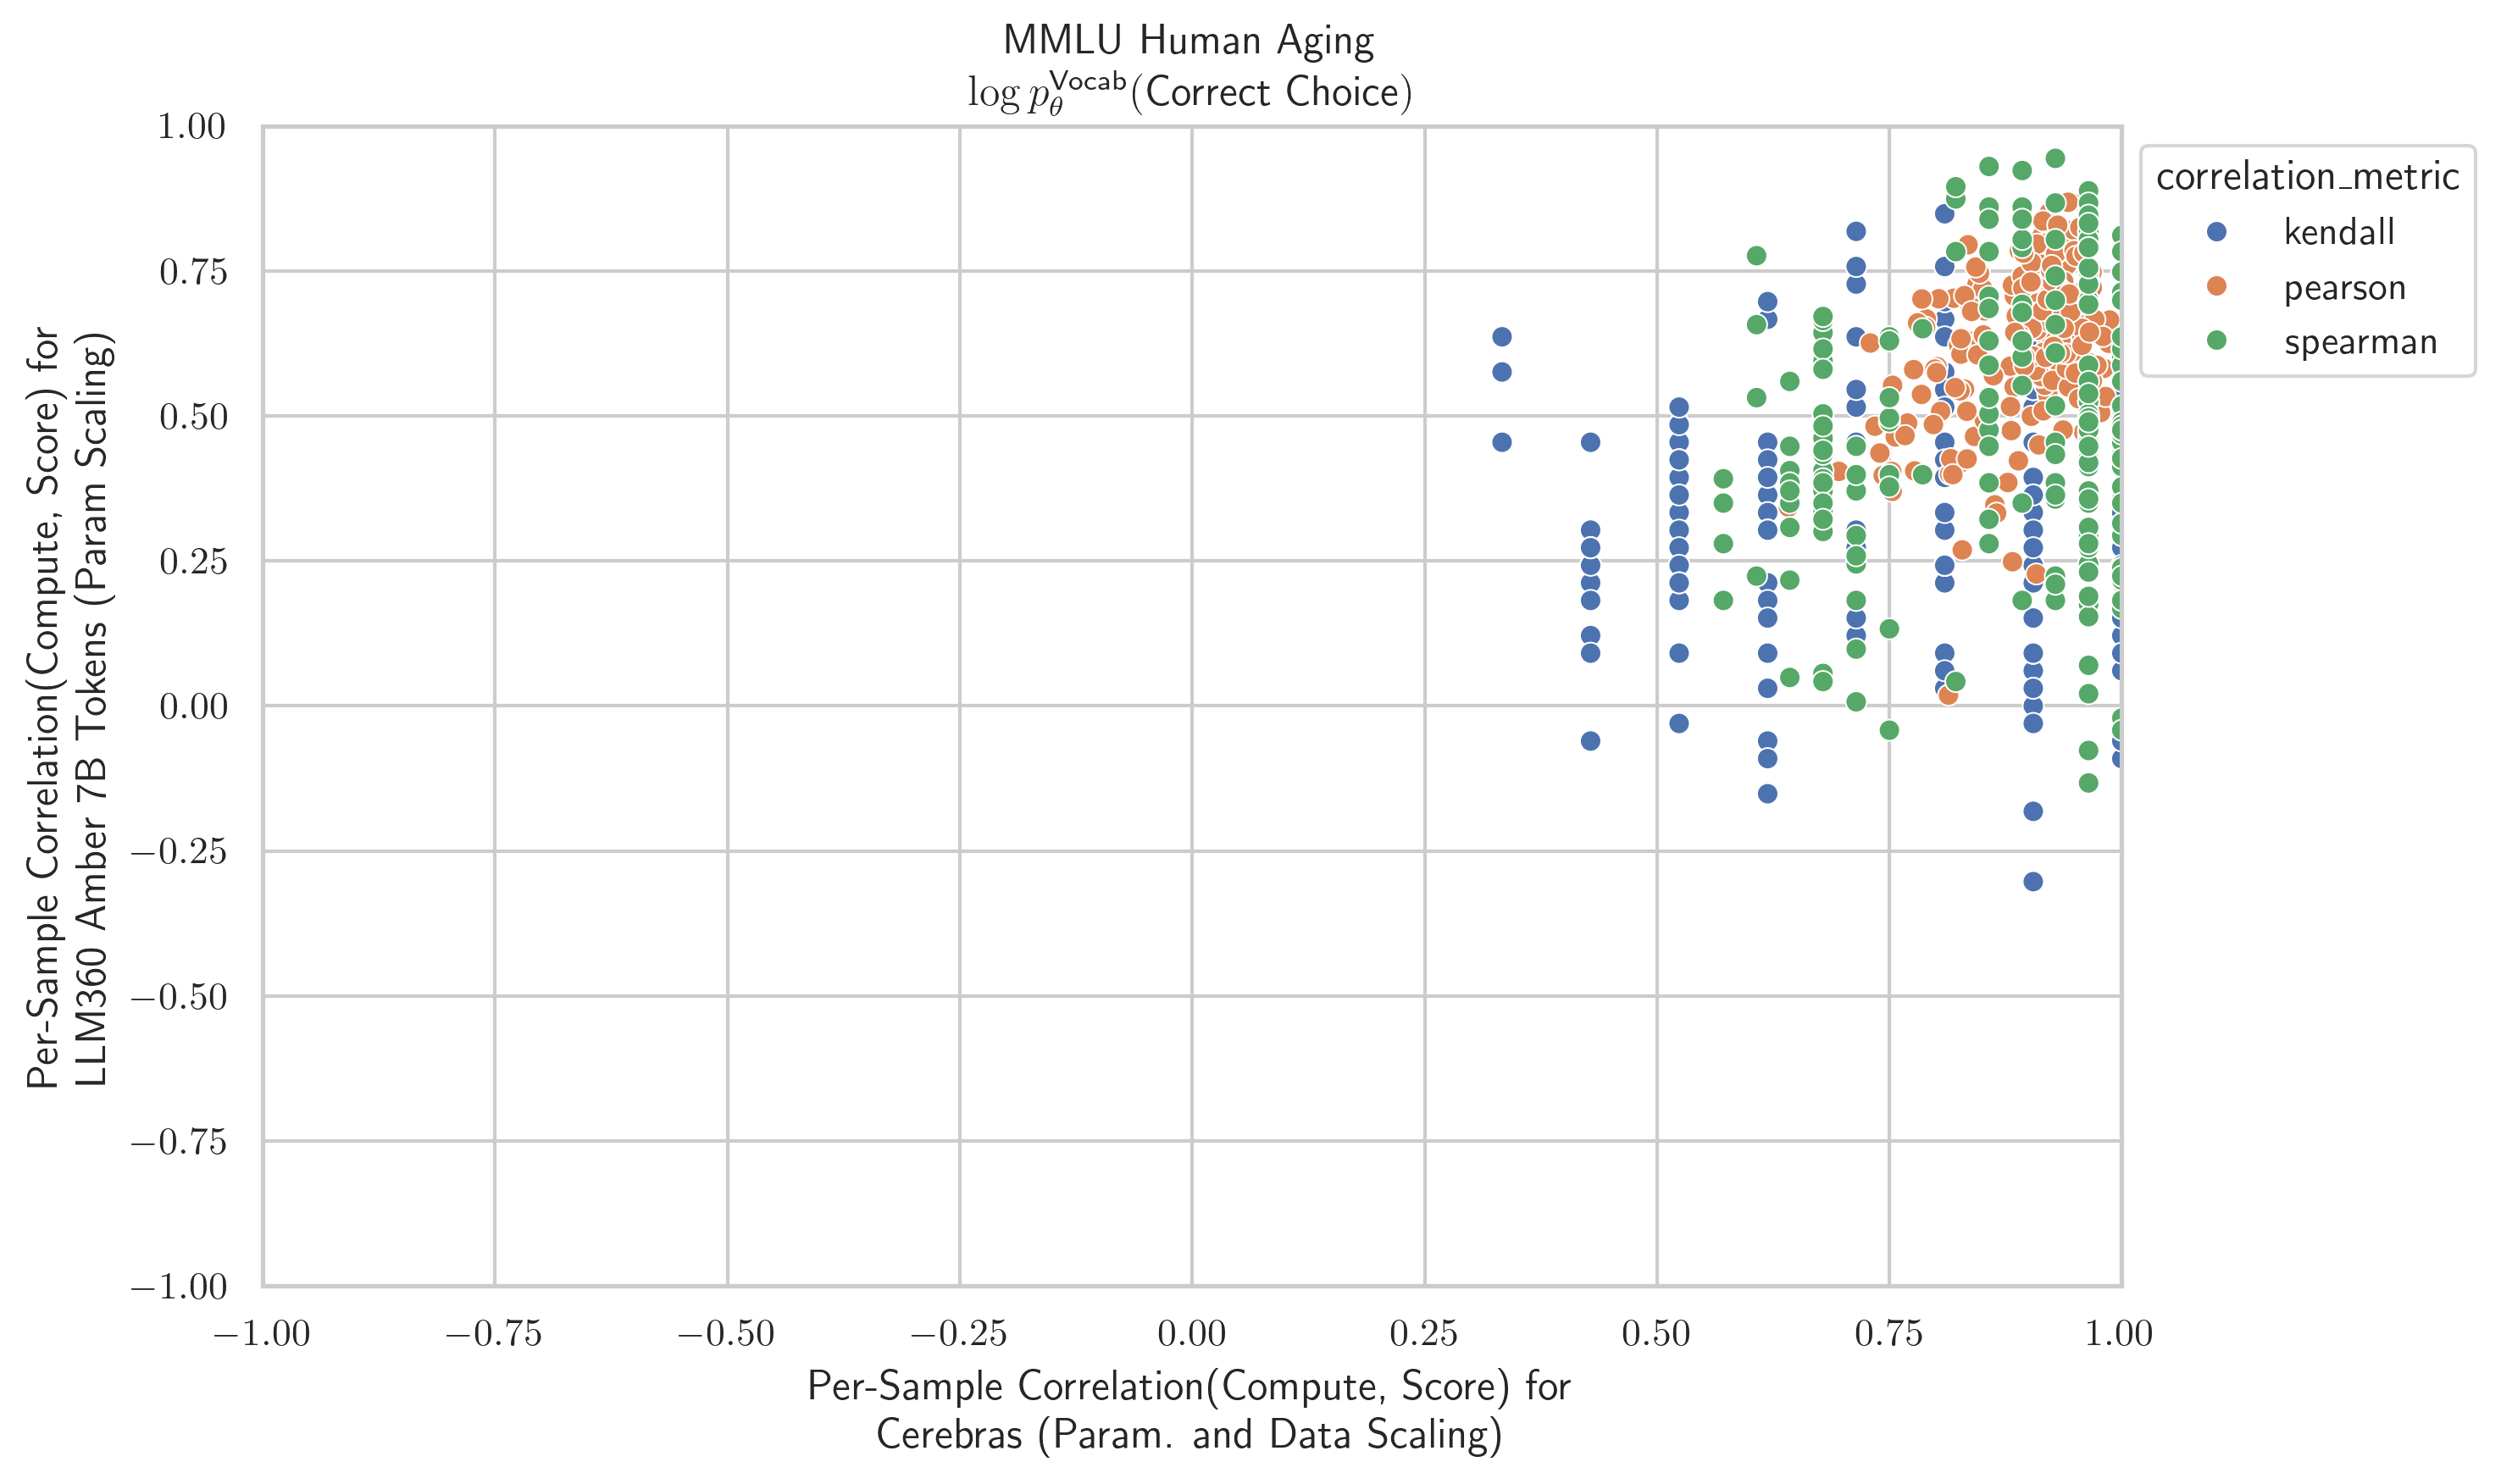 MMLU Human Aging
log p_θ^Vocab(Correct Choice)
1.00
0.75
0.50
0.25
0.00
−0.25
−0.50
−0.75
−1.00
Per-Sample Correlation(Compute, Score) for
LLM360 Amber 7B Tokens (Param Scaling)
−1.00
−0.75
−0.50
−0.25
0.00
0.25
0.50
0.75
1.00
Per-Sample Correlation(Compute, Score) for
Cerebras (Param. and Data Scaling)
correlation_metric
kendall
pearson
spearman